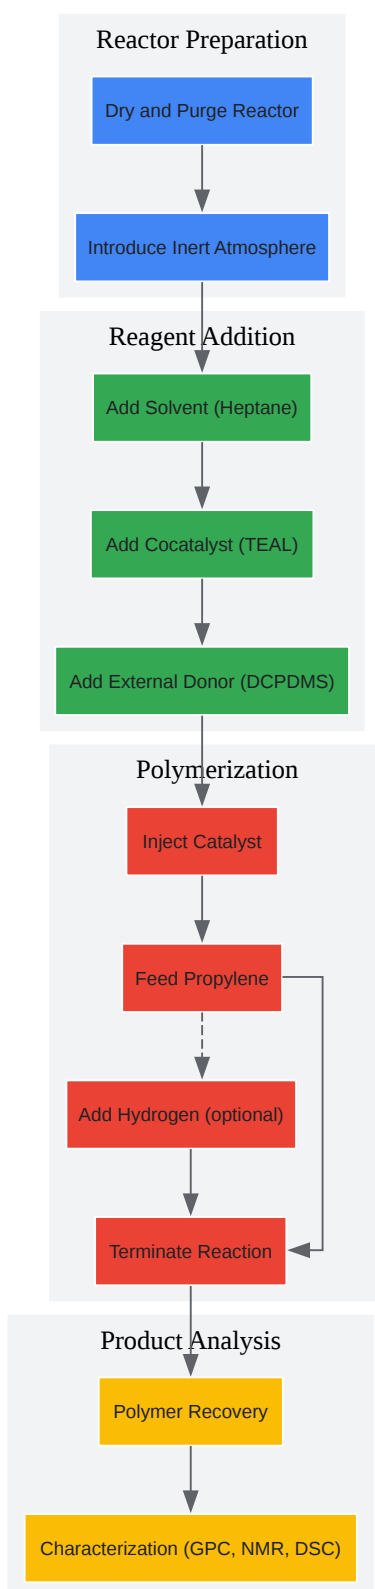 Reactor Preparation
Dry and Purge Reactor
Introduce Inert Atmosphere
Reagent Addition
Add Solvent (Heptane)
Add Cocatalyst (TEAL)
Add External Donor (DCPDMS)
Polymerization
Inject Catalyst
Feed Propylene
Add Hydrogen (optional)
Terminate Reaction
Product Analysis
Polymer Recovery
Characterization (GPC, NMR, DSC)